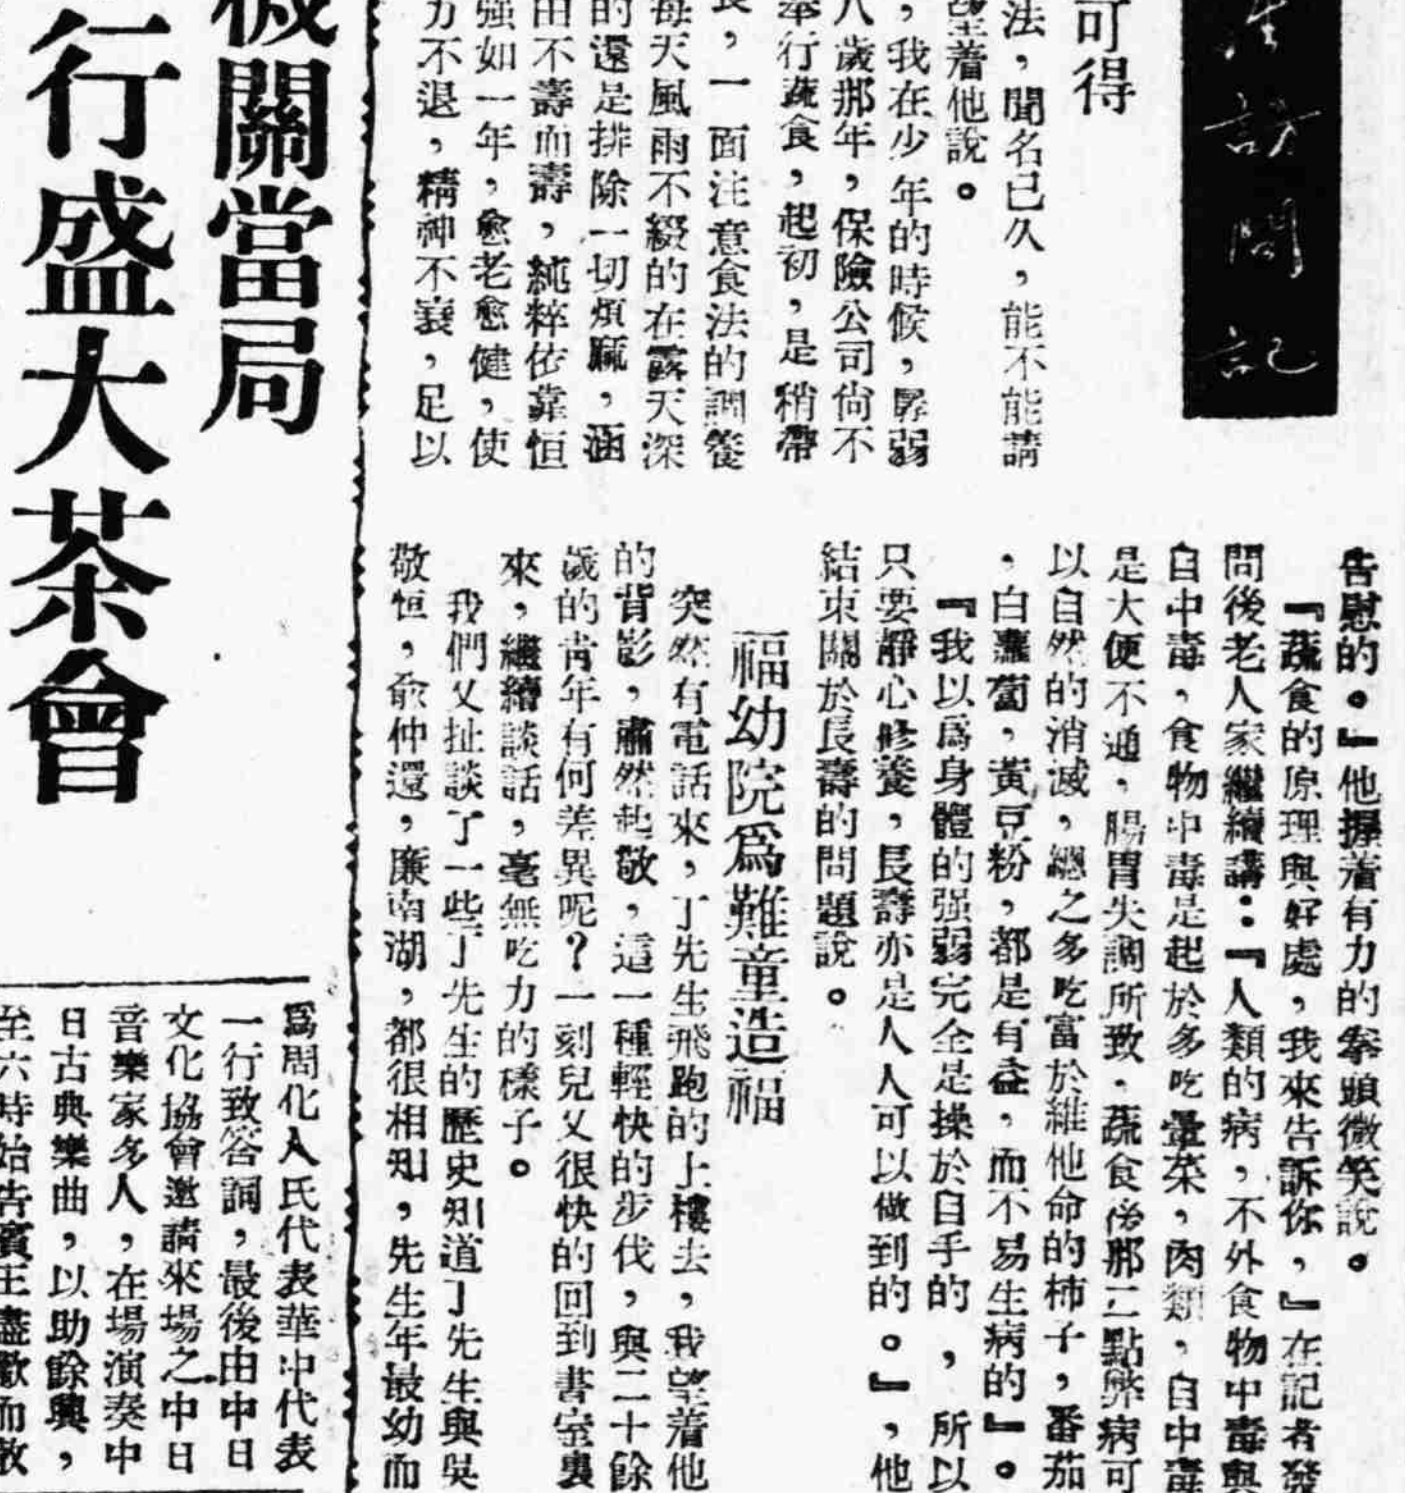 訪問記
可得
法，聞名已久，能不能請
着他說。
，我在少年的時候，孱弱
八歲那年，保險公司尙不
奉行蔬食，起初，是稍帶
長，一面注意食法的調養
每天風雨不綴的在露天深
的還是排除一切煩腦，涵
由不壽而壽，純粹依靠恒
强如一年，愈老愈健，使
力不退，精神不衰，足以
告慰的。』他握着有力的拳頭微笑說。
『蔬食的原理與好處，我來告訴你，』在記者發
問後老人家繼續講：『人類的病，不外食物中毒與
自中毒，食物中毒是起於多吃葷菜，肉類，自中毒
是大便不通，腸胃失調所致，蔬食後那二點弊病可
以自然的消滅，總之多吃富於維他命的柿子，番茄
，白蘿蔔，黃豆粉，都是有益，而不易生病的』。
『我以爲身體的强弱完全是操於自手的，所以
只要靜心修養，長壽亦是人人可以做到的。』，他
結束關於長壽的問題說。
福幼院爲難童造福
突然有電話來，丁先生飛跑的上樓去，我望着他
的背影，肅然起敬，這一種輕快的步伐，與二十餘
歲的靑年有何差異呢？一刻兒又很快的回到書室裏
來，繼續談話，毫無吃力的樣子。
我們又扯談了一些丁先生的歷史知道丁先生與吳
敬恒，俞仲還，廉南湖，都很相知，先生年最幼而
機關當局
行盛大茶會
爲周化人氏代表華中代表
一行致答詞，最後由中日
文化協會邀請來場之中日
音樂家多人，在場演奏中
日古典樂曲，以助餘興，
至六時始告賓主盡歡而散